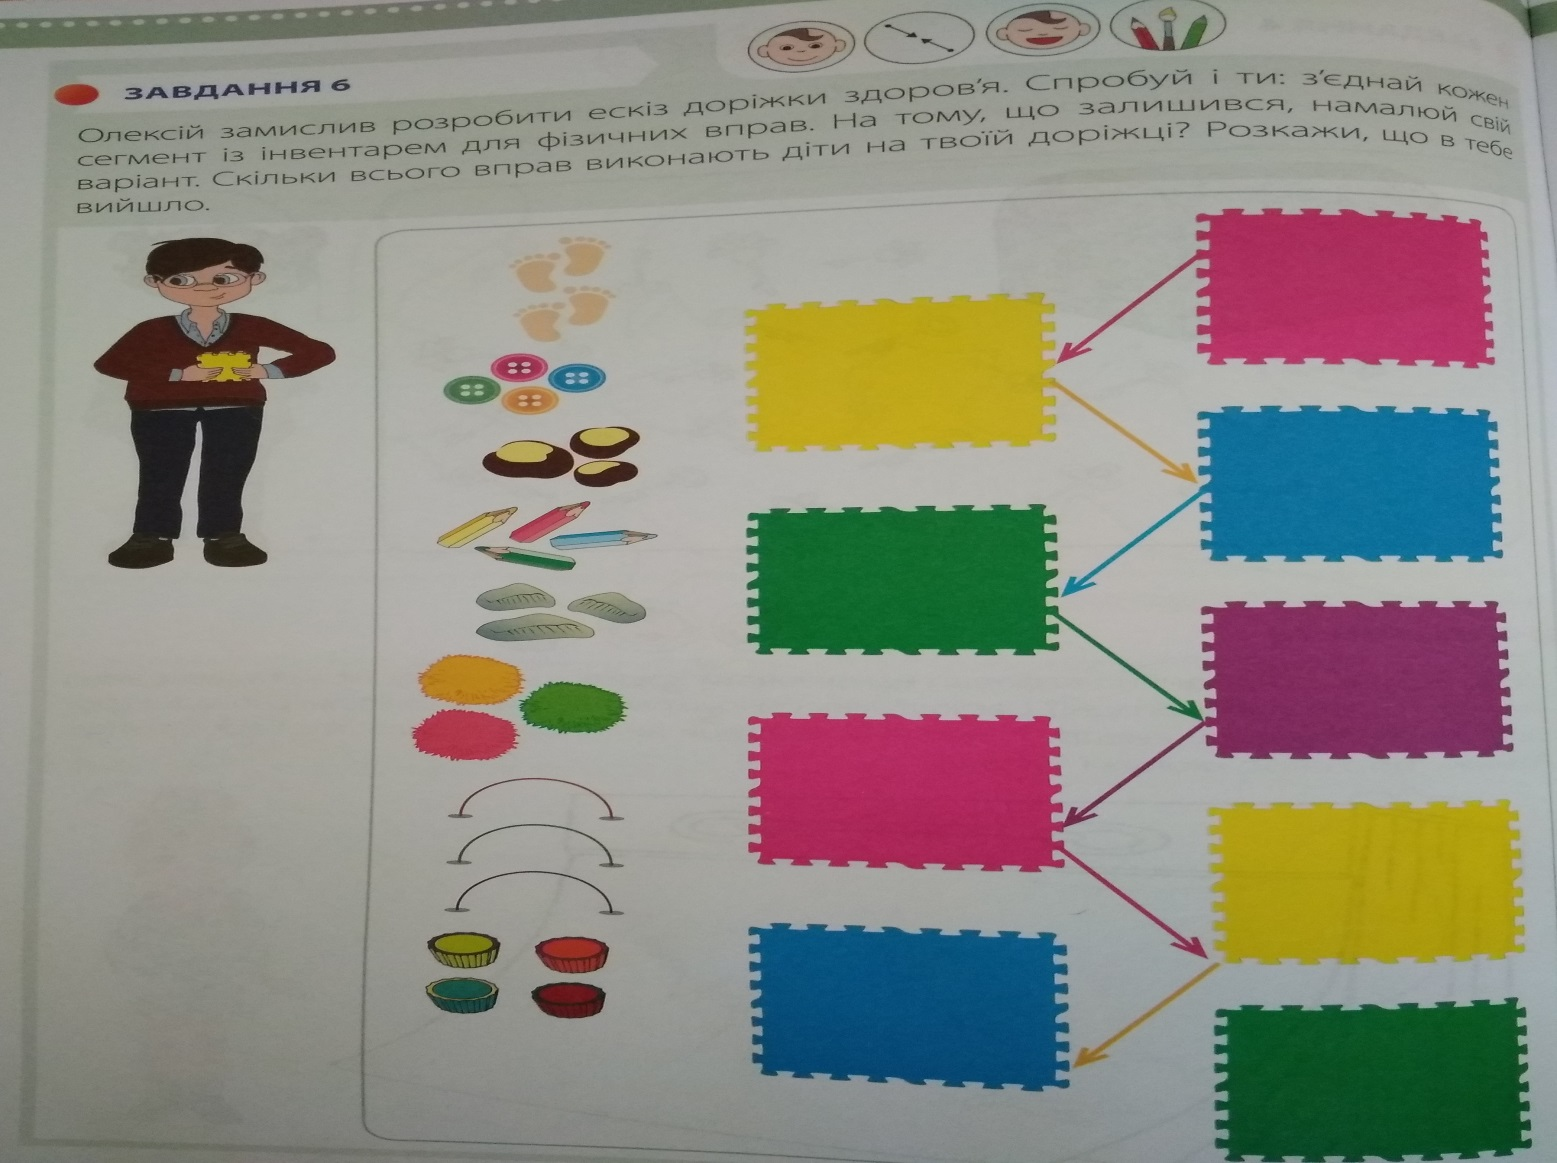 ЗАВДАННЯ 6
Олексій замислив розробити ескіз доріжки здоров'я. Спробуй і ти: з'єднай кожен
сегмент із інвентарем для фізичних вправ. На тому, що залишився, намалюй свій
варіант. Скільки всього вправ виконають діти на твоїй доріжці? Розкажи, що в тебе
вийшло.